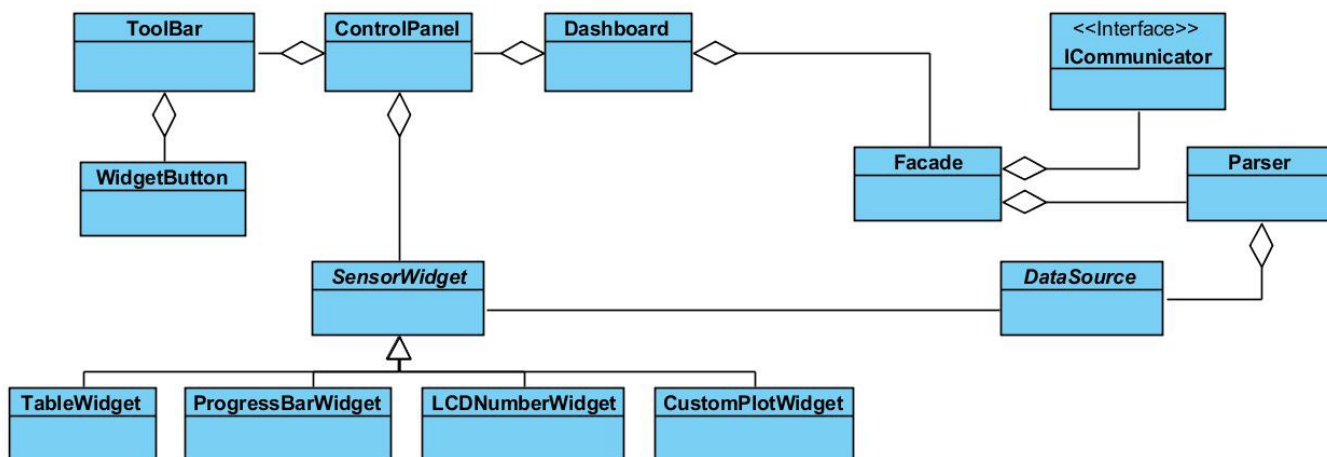 ToolBar
ControlPanel
Dashboard
<<Interface>>
ICommunicator
WidgetButton
Facade
Parser
SensorWidget
DataSource
TableWidget
ProgressBarWidget
LCDNumberWidget
CustomPlotWidget